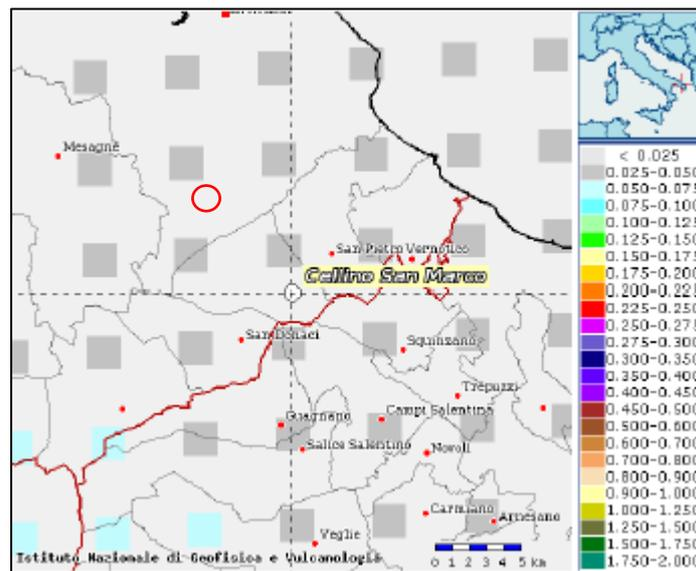 Mesagne
San Pietro Vernotico
Cellino San Marco
San Donaci
Squinzano
Trepuzzi
Guagnano
Campi Salentina
Salice Salentino
Novoli
Carmiano
Arnesano
Veglie
Istituto Nazionale di Geofisica e Vulcanologia
0 1 2 3 4 5 km
< 0.025
0.025-0.050
0.050-0.075
0.075-0.100
0.100-0.125
0.125-0.150
0.150-0.175
0.175-0.200
0.200-0.225
0.225-0.250
0.250-0.275
0.275-0.300
0.300-0.350
0.350-0.400
0.400-0.450
0.450-0.500
0.500-0.600
0.600-0.700
0.700-0.800
0.800-0.900
0.900-1.000
1.000-1.250
1.250-1.500
1.500-1.750
1.750-2.000